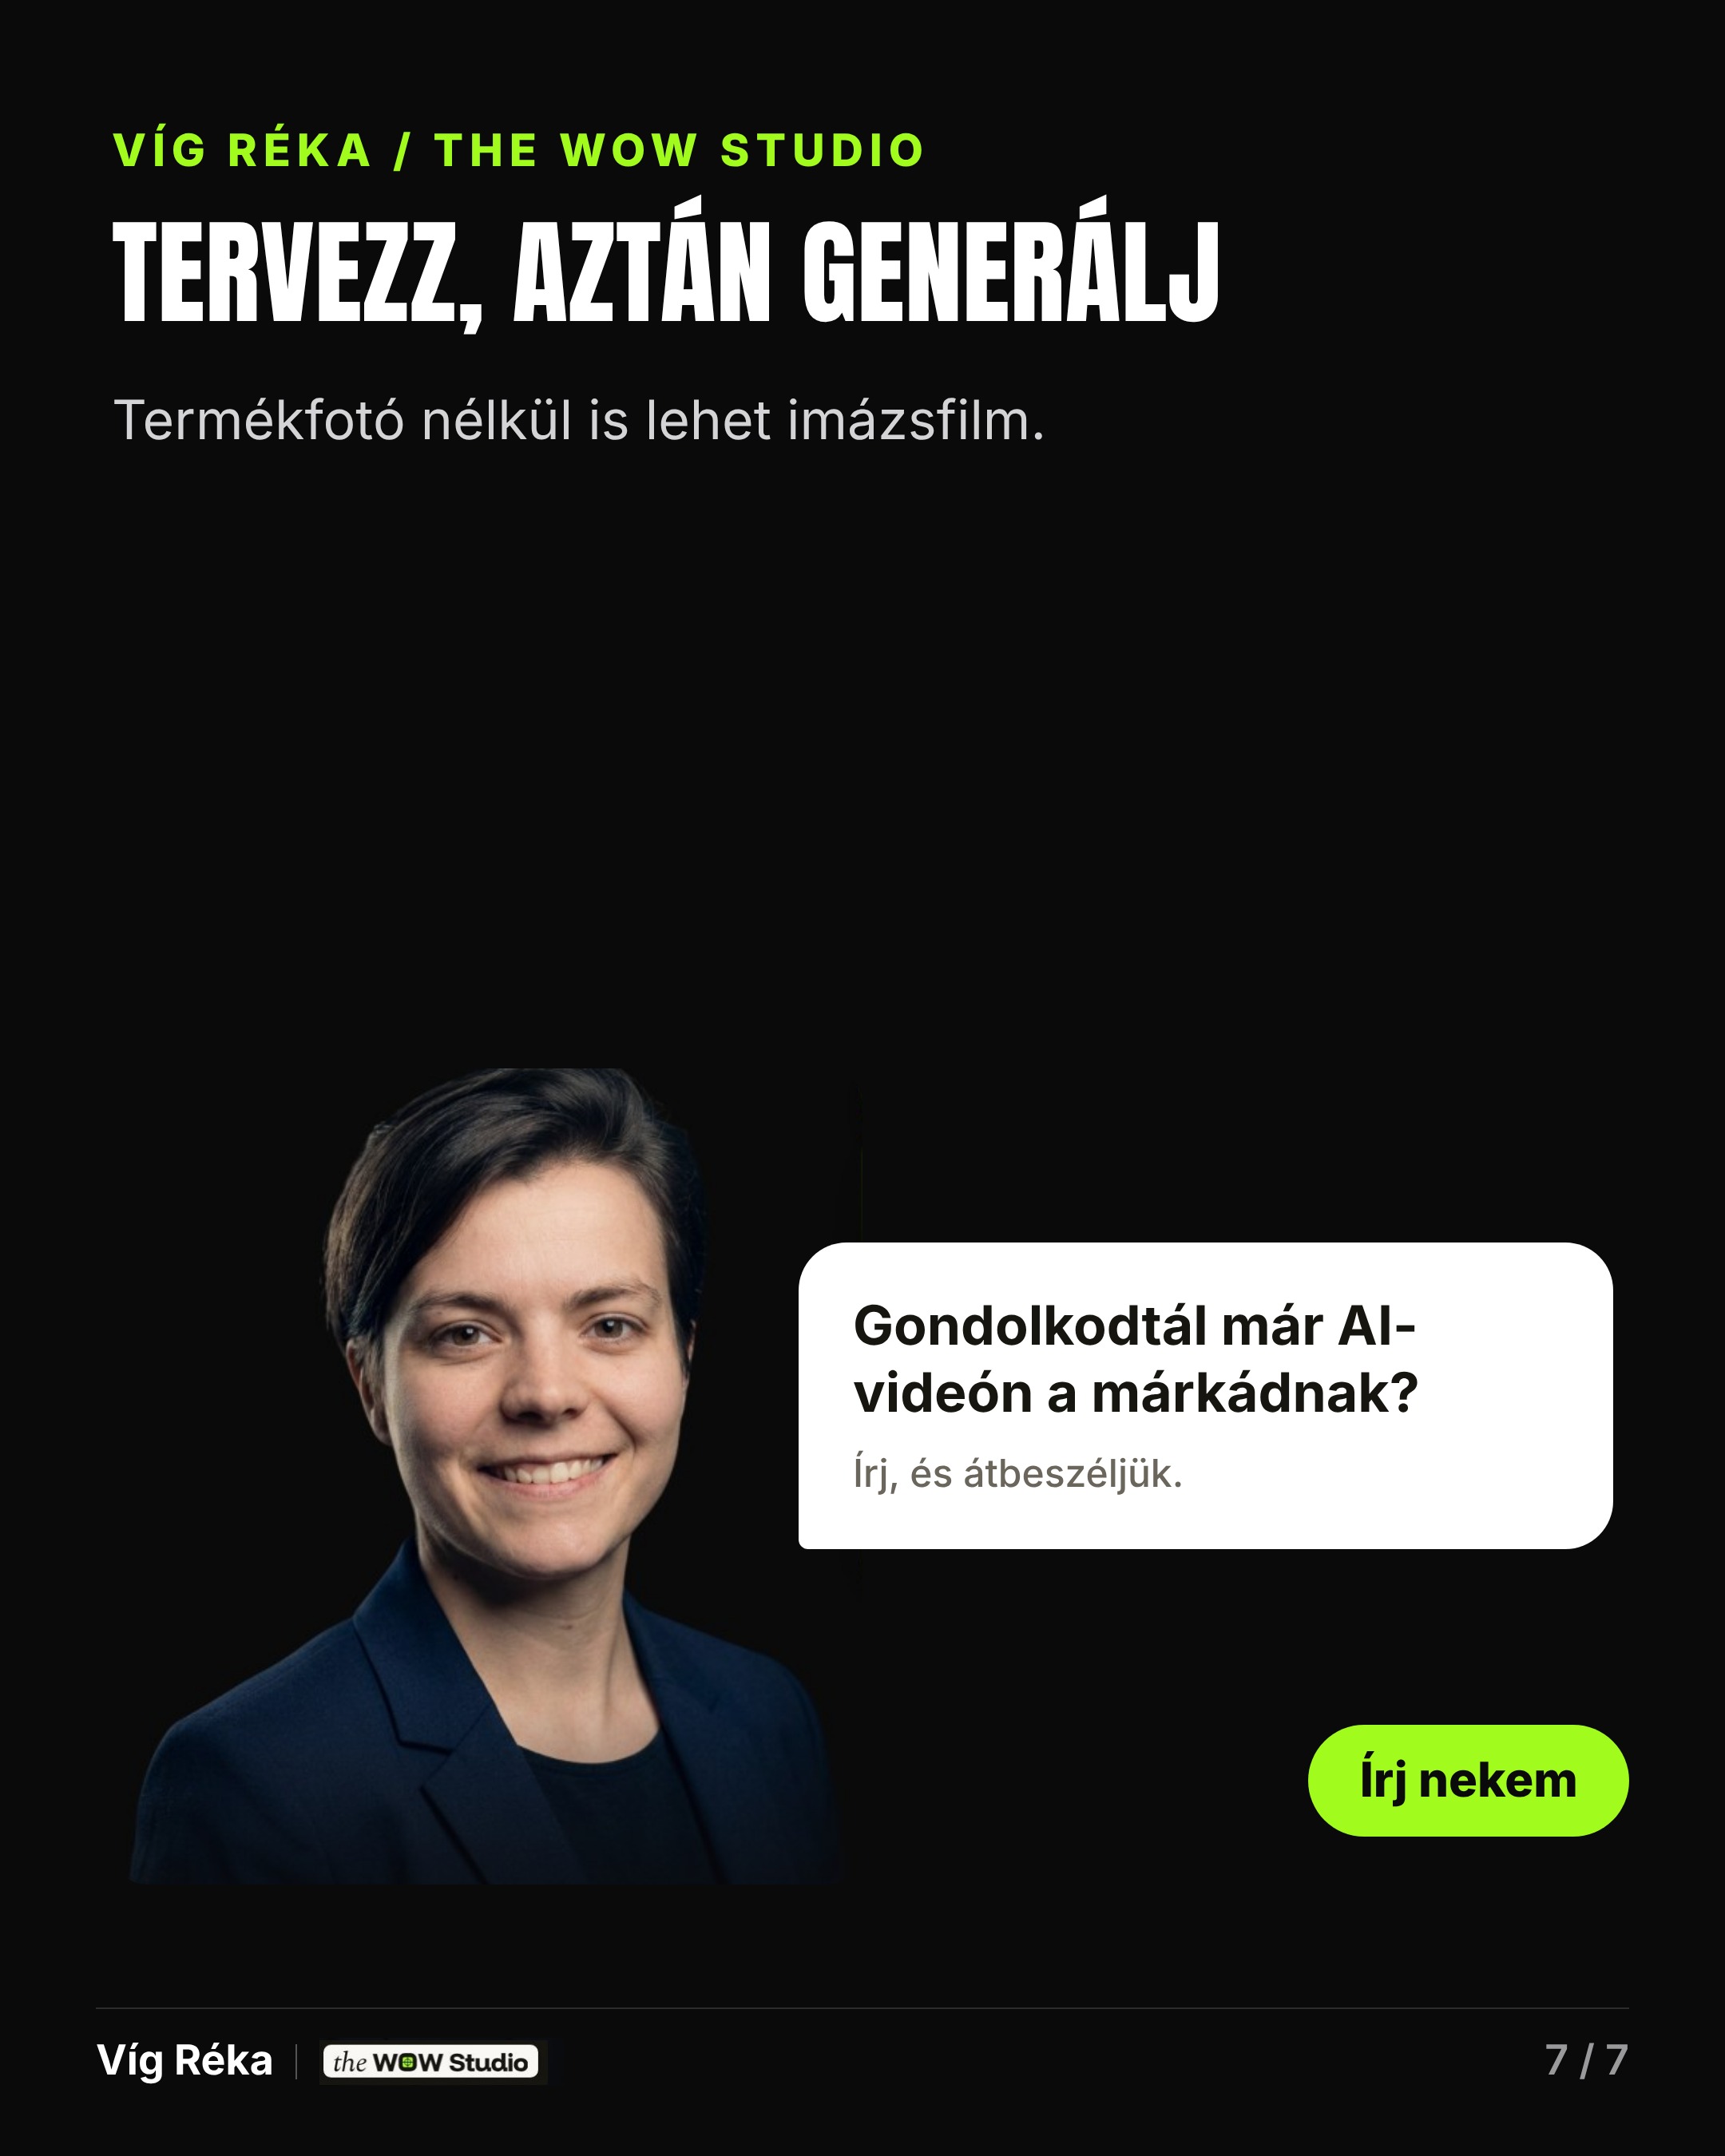 VÍG RÉKA / THE WOW STUDIO
TERVEZZ, AZTÁN GENERÁLJ
Termékfotó nélkül is lehet imázsfilm.
Gondolkodtál már AI-
videón a márkádnak?
Írj, és átbeszéljük.
Írj nekem
Víg Réka
the WOW Studio
7 / 7